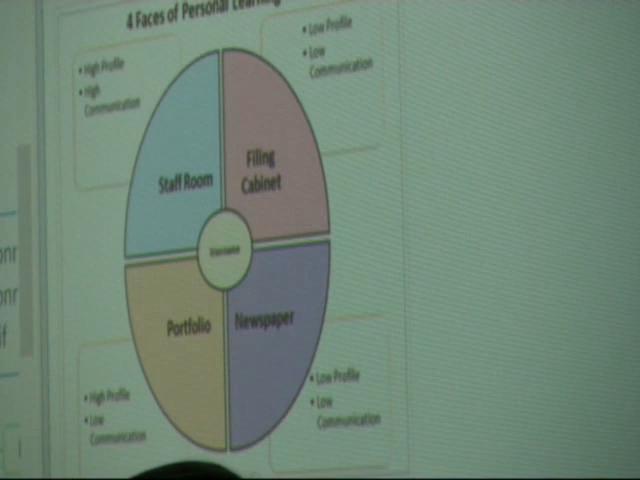 4 Faces of Personal Learning
• High Profile
• High
Communication
• Low Profile
• Low
Communication
Staff Room
Filing
Cabinet
Username
Portfolio
Newspaper
• High Profile
• Low
Communication
• Low Profile
• Low
Communication